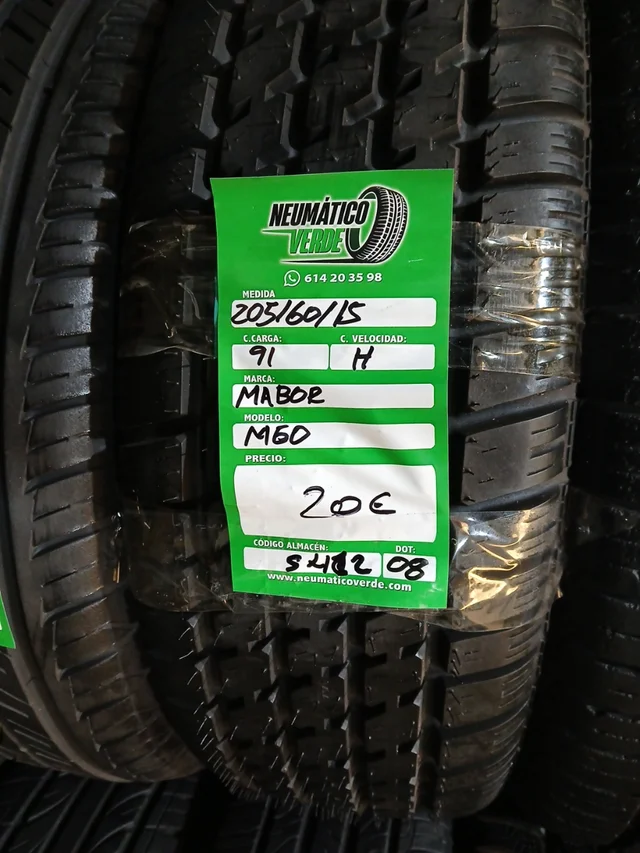 NEUMÁTICO
VERDE
614 20 35 98
MEDIDA
205/60/15
C.CARGA: C. VELOCIDAD:
91 H
MARCA:
MABOR
MODELO:
M60
PRECIO:
20€
CÓDIGO ALMACÉN: DOT:
08
www.neumaticoverde.com